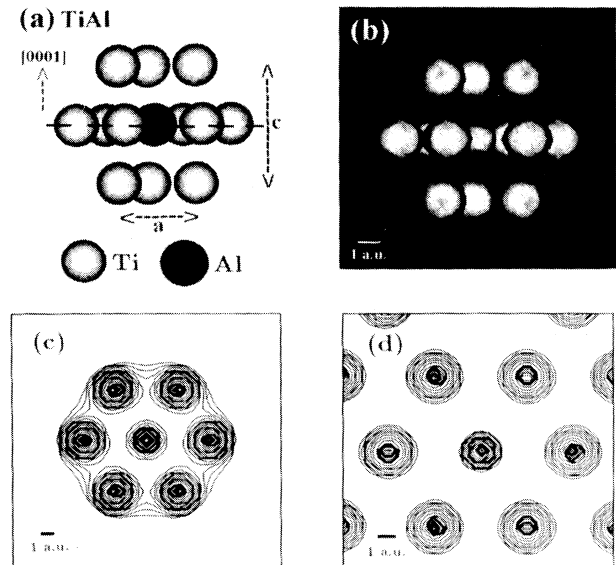 (a) TiAl
[0001]
c
a
Ti
Al
(b)
1 a.u.
(c)
1 a.u.
(d)
1 a.u.